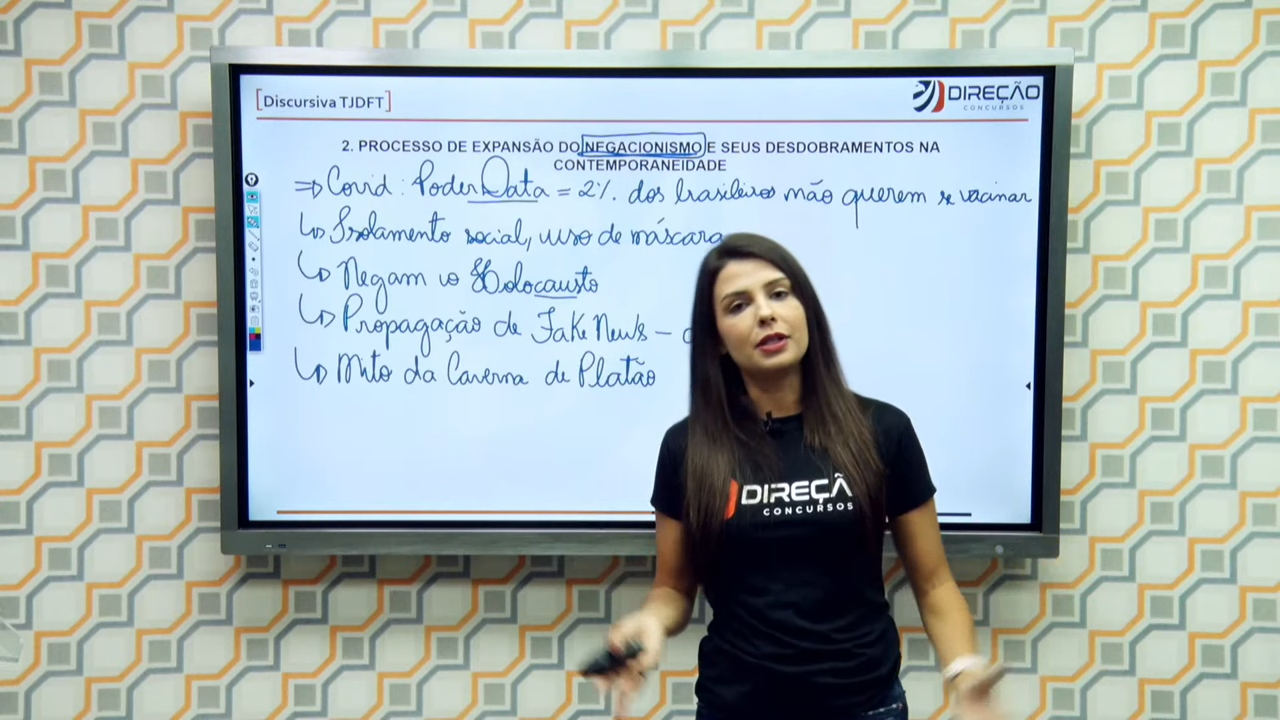 [Discursiva TJDFT]
DIREÇÃO
CONCURSOS
2. PROCESSO DE EXPANSÃO DO NEGACIONISMO E SEUS DESDOBRAMENTOS NA
CONTEMPORANEIDADE
⇒ Covid: PoderData = 2%. dos brasileiros não querem se vacinar
↳ Isolamento social, uso de máscara
↳ Negam o Holocausto
↳ Propagação de Fake News –
↳ Mito da Caverna de Platão
DIREÇÃ
CONCURSOS